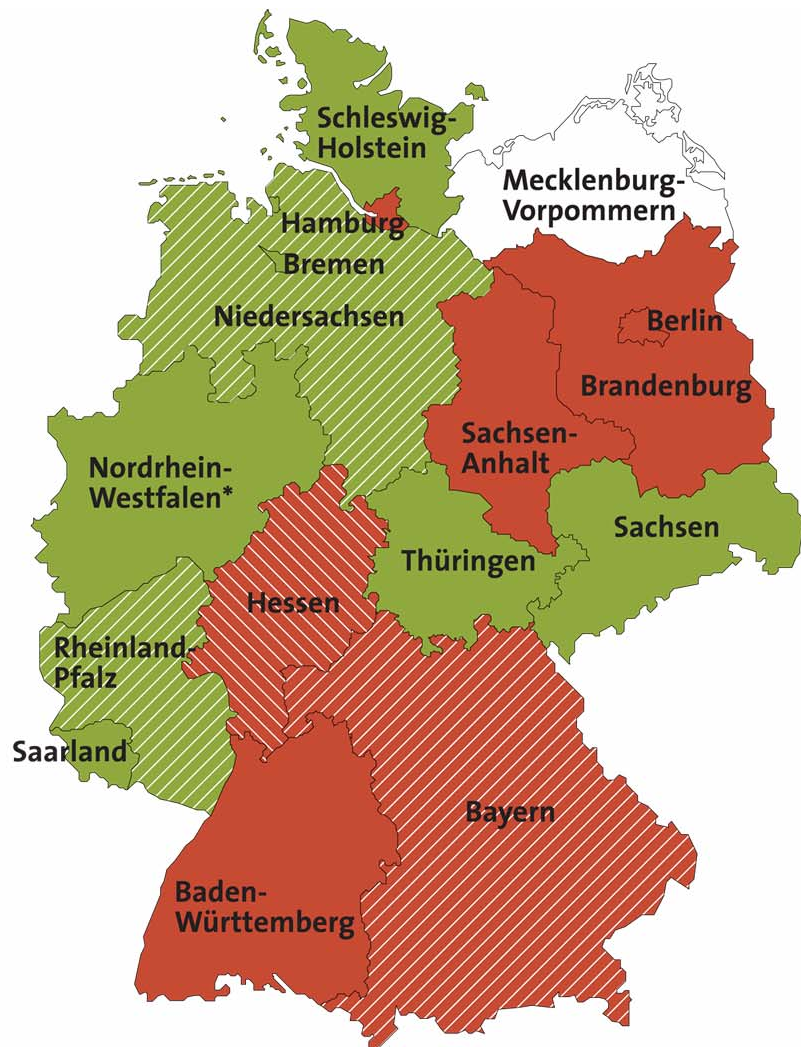 Schleswig-
Holstein
Mecklenburg-
Vorpommern
Hamburg
Bremen
Niedersachsen
Berlin
Brandenburg
Sachsen-
Anhalt
Nordrhein-
Westfalen*
Sachsen
Thüringen
Hessen
Rheinland-
Pfalz
Saarland
Bayern
Baden-
Württemberg